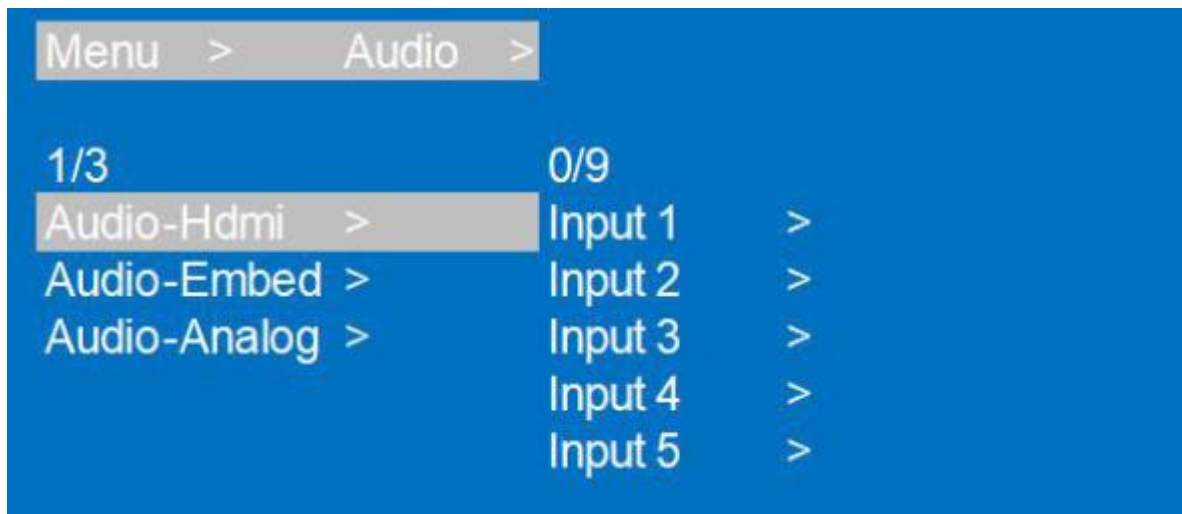 Menu > Audio >
1/3 0/9
Audio-Hdmi > Input 1 >
Audio-Embed > Input 2 >
Audio-Analog > Input 3 >
Input 4 >
Input 5 >